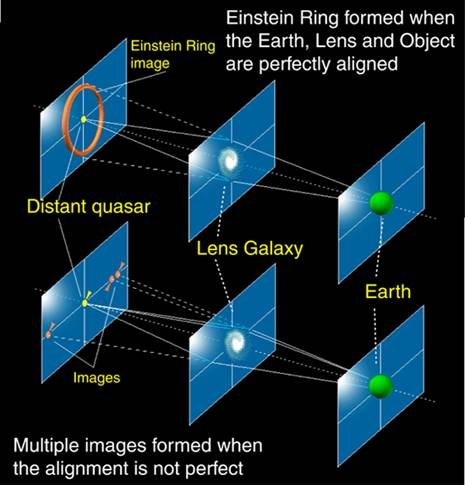 Einstein Ring formed when
the Earth, Lens and Object
are perfectly aligned
Einstein Ring
image
Distant quasar
Lens Galaxy
Earth
Images
Multiple images formed when
the alignment is not perfect